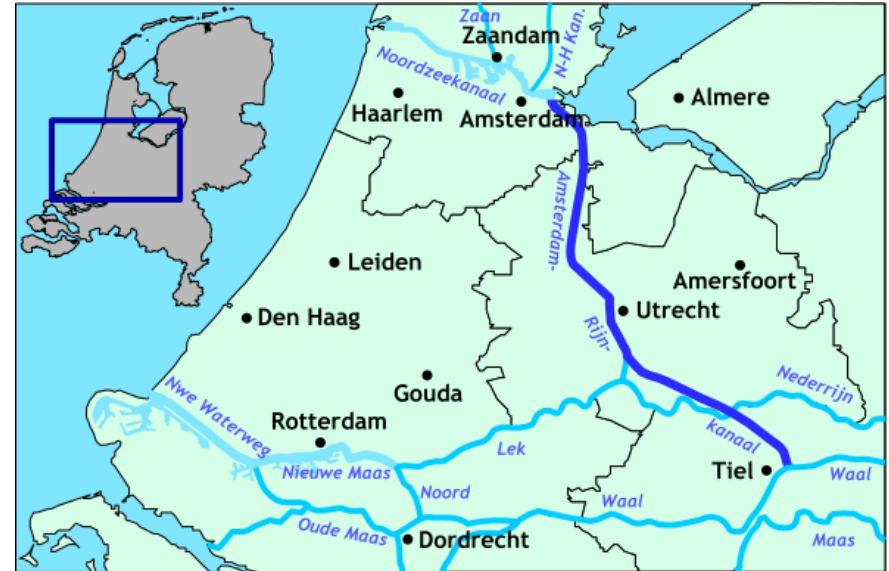 Zaan
N-H Kan.
Zaandam
Noordzeekanaal
Haarlem
Amsterdam
Almere
Amsterdam-
Leiden
Amersfoort
Den Haag
Utrecht
Rijn-
Gouda
Nederrijn
Nwe Waterweg
Rotterdam
kanaal
Lek
Nieuwe Maas
Tiel
Waal
Noord
Waal
Oude Maas
Dordrecht
Maas